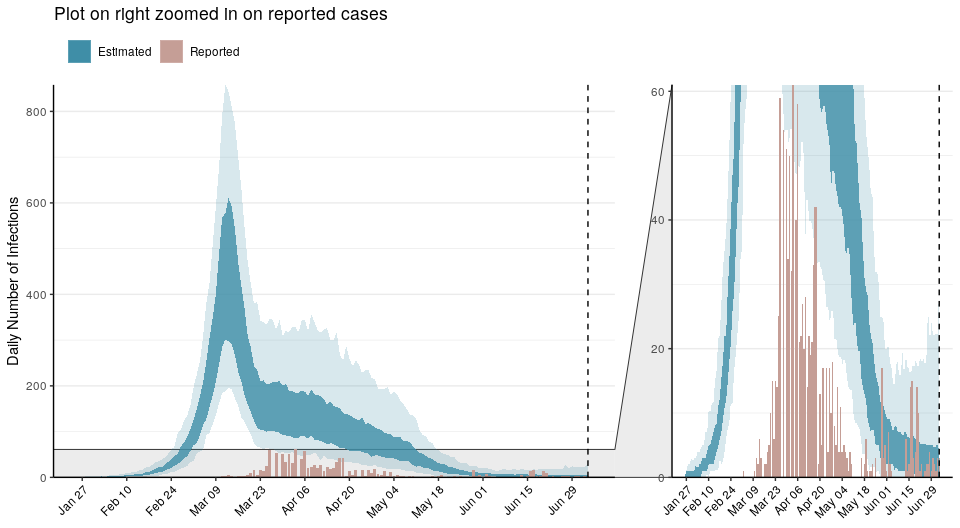 Plot on right zoomed in on reported cases
Estimated Reported
Daily Number of Infections
800
600
400
200
0
Jan 27 Feb 10 Feb 24 Mar 09 Mar 23 Apr 06 Apr 20 May 04 May 18 Jun 01 Jun 15 Jun 29
60
40
20
0
Jan 27 Feb 10 Feb 24 Mar 09 Mar 23 Apr 06 Apr 20 May 04 May 18 Jun 01 Jun 15 Jun 29